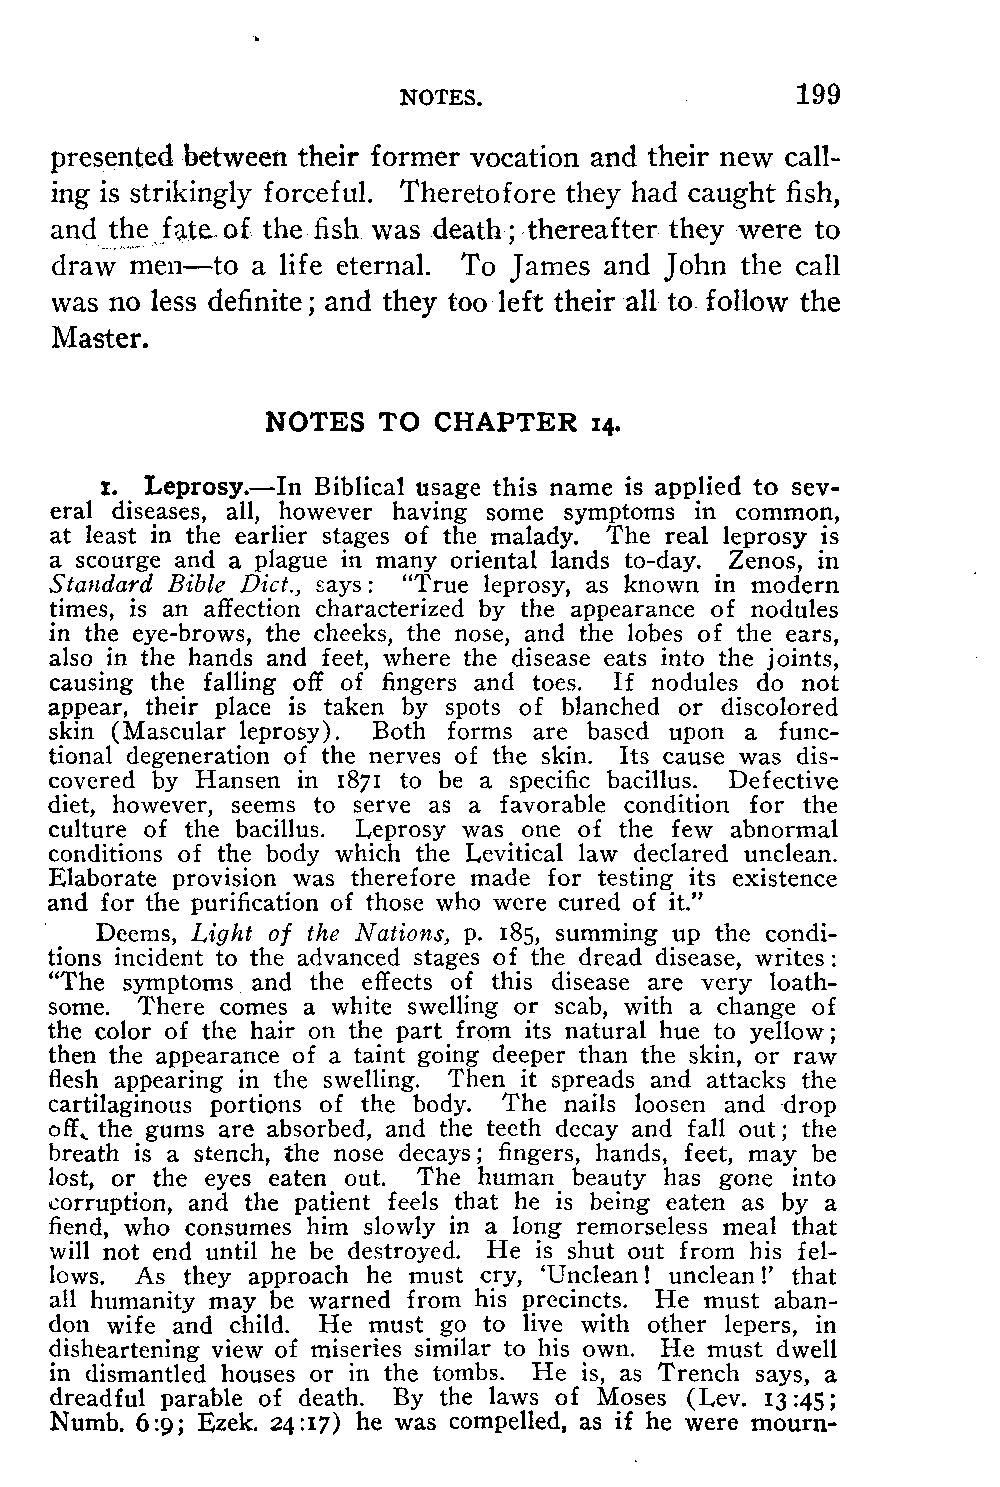 NOTES. 199
presented between their former vocation and their new call-
ing is strikingly forceful. Theretofore they had caught fish,
and the fate of the fish was death; thereafter they were to
draw men—to a life eternal. To James and John the call
was no less definite; and they too left their all to follow the
Master.
NOTES TO CHAPTER 14.
1. Leprosy.—In Biblical usage this name is applied to sev-
eral diseases, all, however having some symptoms in common,
at least in the earlier stages of the malady. The real leprosy is
a scourge and a plague in many oriental lands to-day. Zenos, in
Standard Bible Dict., says: "True leprosy, as known in modern
times, is an affection characterized by the appearance of nodules
in the eye-brows, the cheeks, the nose, and the lobes of the ears,
also in the hands and feet, where the disease eats into the joints,
causing the falling off of fingers and toes. If nodules do not
appear, their place is taken by spots of blanched or discolored
skin (Mascular leprosy). Both forms are based upon a func-
tional degeneration of the nerves of the skin. Its cause was dis-
covered by Hansen in 1871 to be a specific bacillus. Defective
diet, however, seems to serve as a favorable condition for the
culture of the bacillus. Leprosy was one of the few abnormal
conditions of the body which the Levitical law declared unclean.
Elaborate provision was therefore made for testing its existence
and for the purification of those who were cured of it."
Deems, Light of the Nations, p. 185, summing up the condi-
tions incident to the advanced stages of the dread disease, writes:
"The symptoms and the effects of this disease are very loath-
some. There comes a white swelling or scab, with a change of
the color of the hair on the part from its natural hue to yellow;
then the appearance of a taint going deeper than the skin, or raw
flesh appearing in the swelling. Then it spreads and attacks the
cartilaginous portions of the body. The nails loosen and drop
off, the gums are absorbed, and the teeth decay and fall out; the
breath is a stench, the nose decays; fingers, hands, feet, may be
lost, or the eyes eaten out. The human beauty has gone into
corruption, and the patient feels that he is being eaten as by a
fiend, who consumes him slowly in a long remorseless meal that
will not end until he be destroyed. He is shut out from his fel-
lows. As they approach he must cry, 'Unclean! unclean!' that
all humanity may be warned from his precincts. He must aban-
don wife and child. He must go to live with other lepers, in
disheartening view of miseries similar to his own. He must dwell
in dismantled houses or in the tombs. He is, as Trench says, a
dreadful parable of death. By the laws of Moses (Lev. 13:45;
Numb. 6:9; Ezek. 24:17) he was compelled, as if he were mourn-